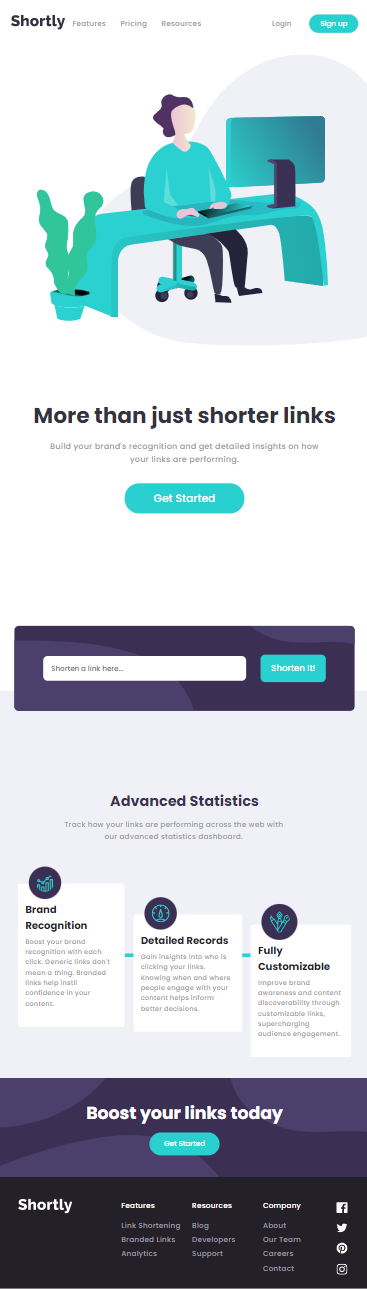 Shortly Features Pricing Resources Login Sign up
More than just shorter links
Build your brand's recognition and get detailed insights on how
your links are performing.
Get Started
Shorten a link here... Shorten It!
Advanced Statistics
Track how your links are performing across the web with
our advanced statistics dashboard.
Brand
Recognition
Boost your brand
recognition with each
click. Generic links don't
mean a thing. Branded
links help instil
confidence in your
content.
Detailed Records
Gain insights into who is
clicking your links.
Knowing when and where
people engage with your
content helps inform
better decisions.
Fully
Customizable
Improve brand
awareness and content
discoverability through
customizable links,
supercharging
audience engagement.
Boost your links today
Get Started
Shortly
Features
Link Shortening
Branded Links
Analytics
Resources
Blog
Developers
Support
Company
About
Our Team
Careers
Contact